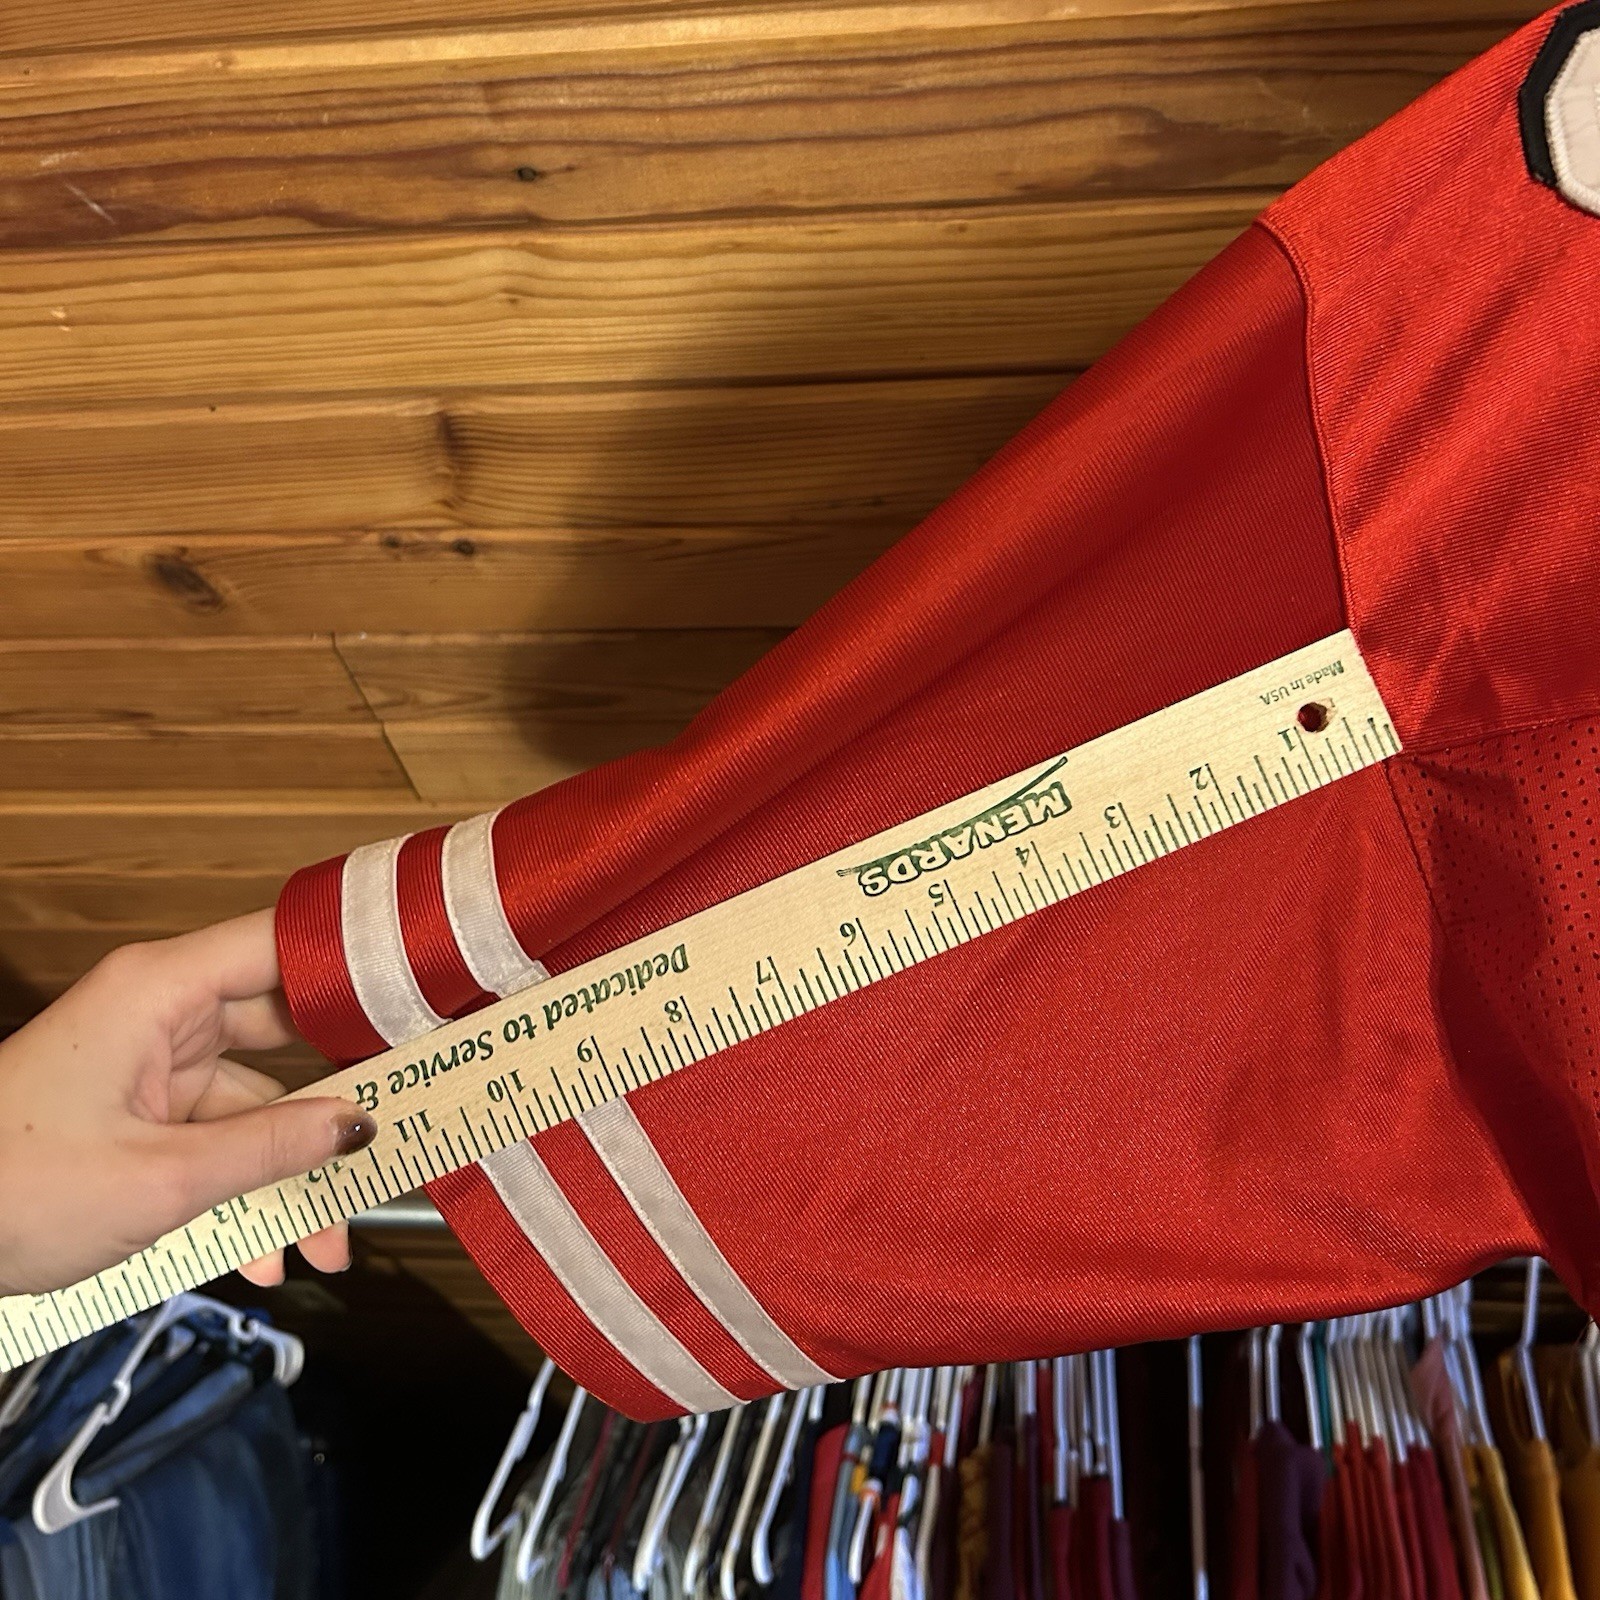 Made In USA
MENARDS
Dedicated to Service &
1 2 3 4 5 6 7 8 9 10 11 12 13